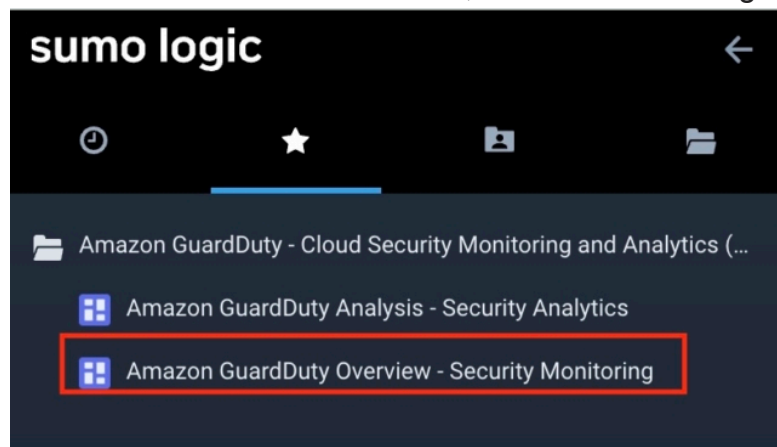 sumo logic
Amazon GuardDuty - Cloud Security Monitoring and Analytics (...
Amazon GuardDuty Analysis - Security Analytics
Amazon GuardDuty Overview - Security Monitoring